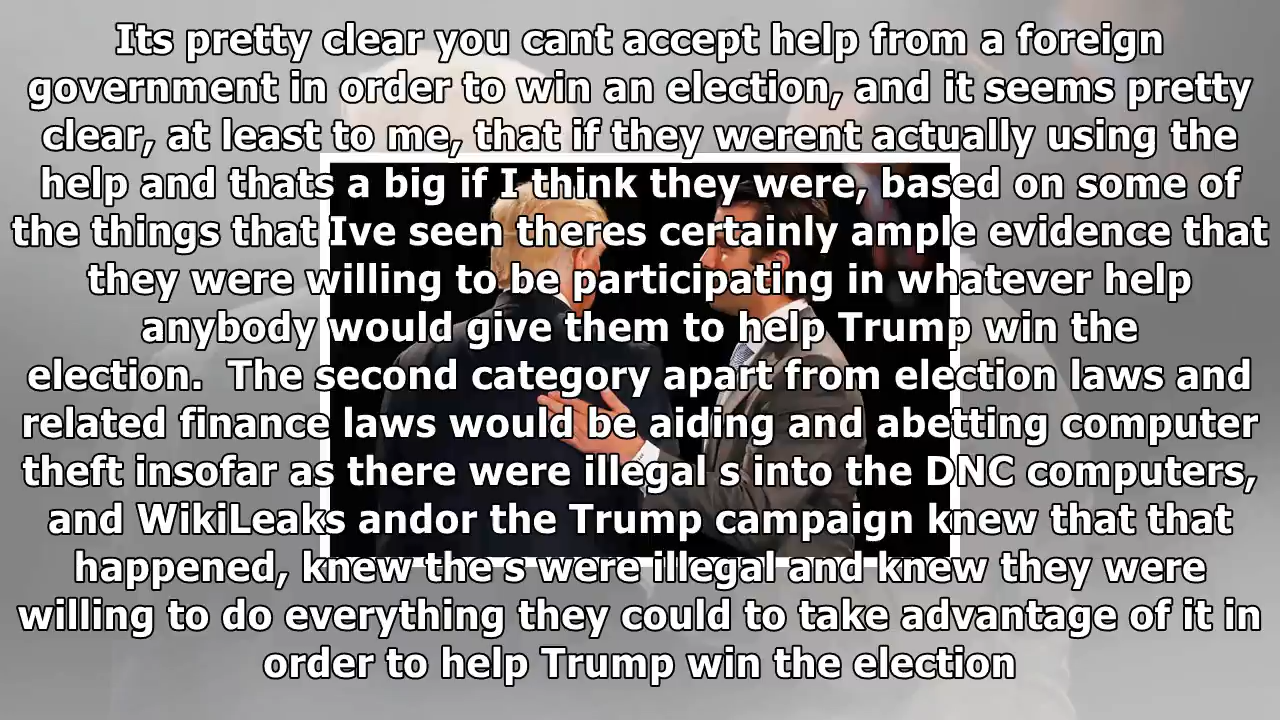 Its pretty clear you cant accept help from a foreign
government in order to win an election, and it seems pretty
clear, at least to me, that if they werent actually using the
help and thats a big if I think they were, based on some of
the things that Ive seen theres certainly ample evidence that
they were willing to be participating in whatever help
anybody would give them to help Trump win the
election.  The second category apart from election laws and
related finance laws would be aiding and abetting computer
theft insofar as there were illegal s into the DNC computers,
and WikiLeaks andor the Trump campaign knew that that
happened, knew the s were illegal and knew they were
willing to do everything they could to take advantage of it in
order to help Trump win the election